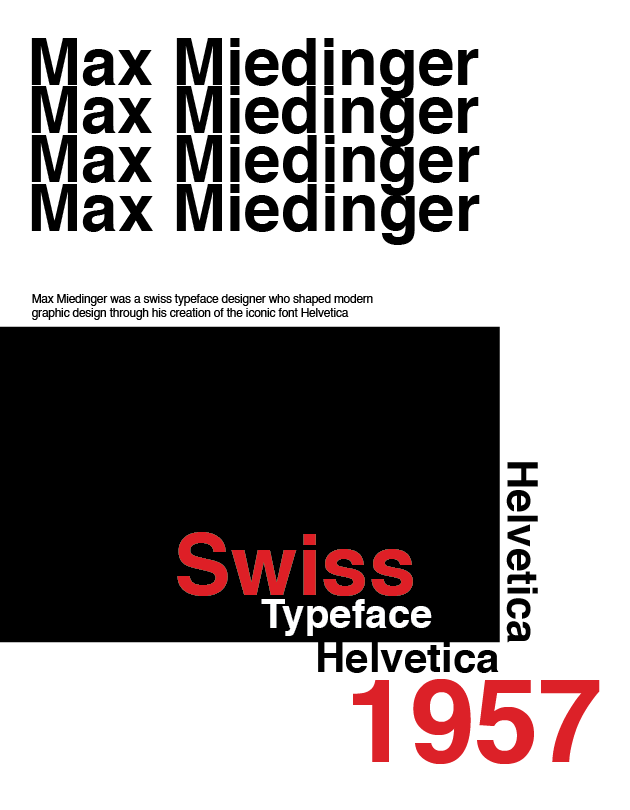 Max Miedinger
Max Miedinger
Max Miedinger
Max Miedinger
Max Miedinger was a swiss typeface designer who shaped modern
graphic design through his creation of the iconic font Helvetica
Helvetica
Swiss
Typeface
Helvetica
1957